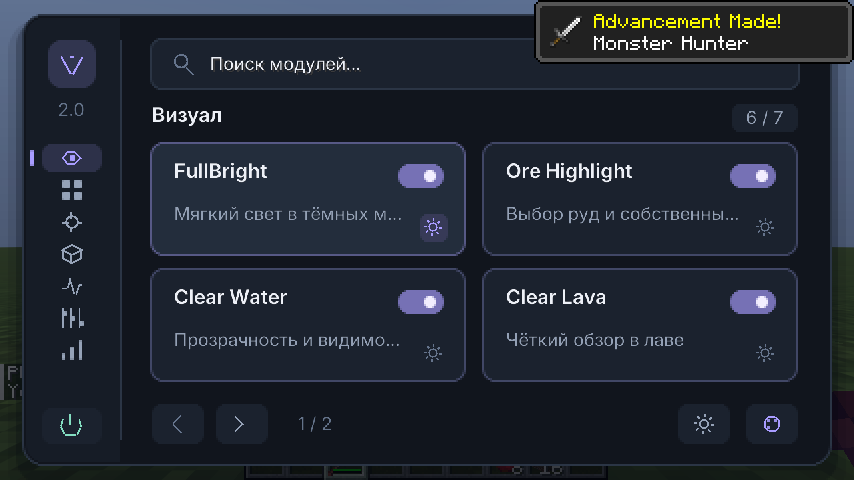 Advancement Made!
Monster Hunter
Поиск модулей...
2.0
Визуал
6 / 7
FullBright
Мягкий свет в тёмных м...
Ore Highlight
Выбор руд и собственны...
Clear Water
Прозрачность и видимо...
Clear Lava
Чёткий обзор в лаве
1 / 2